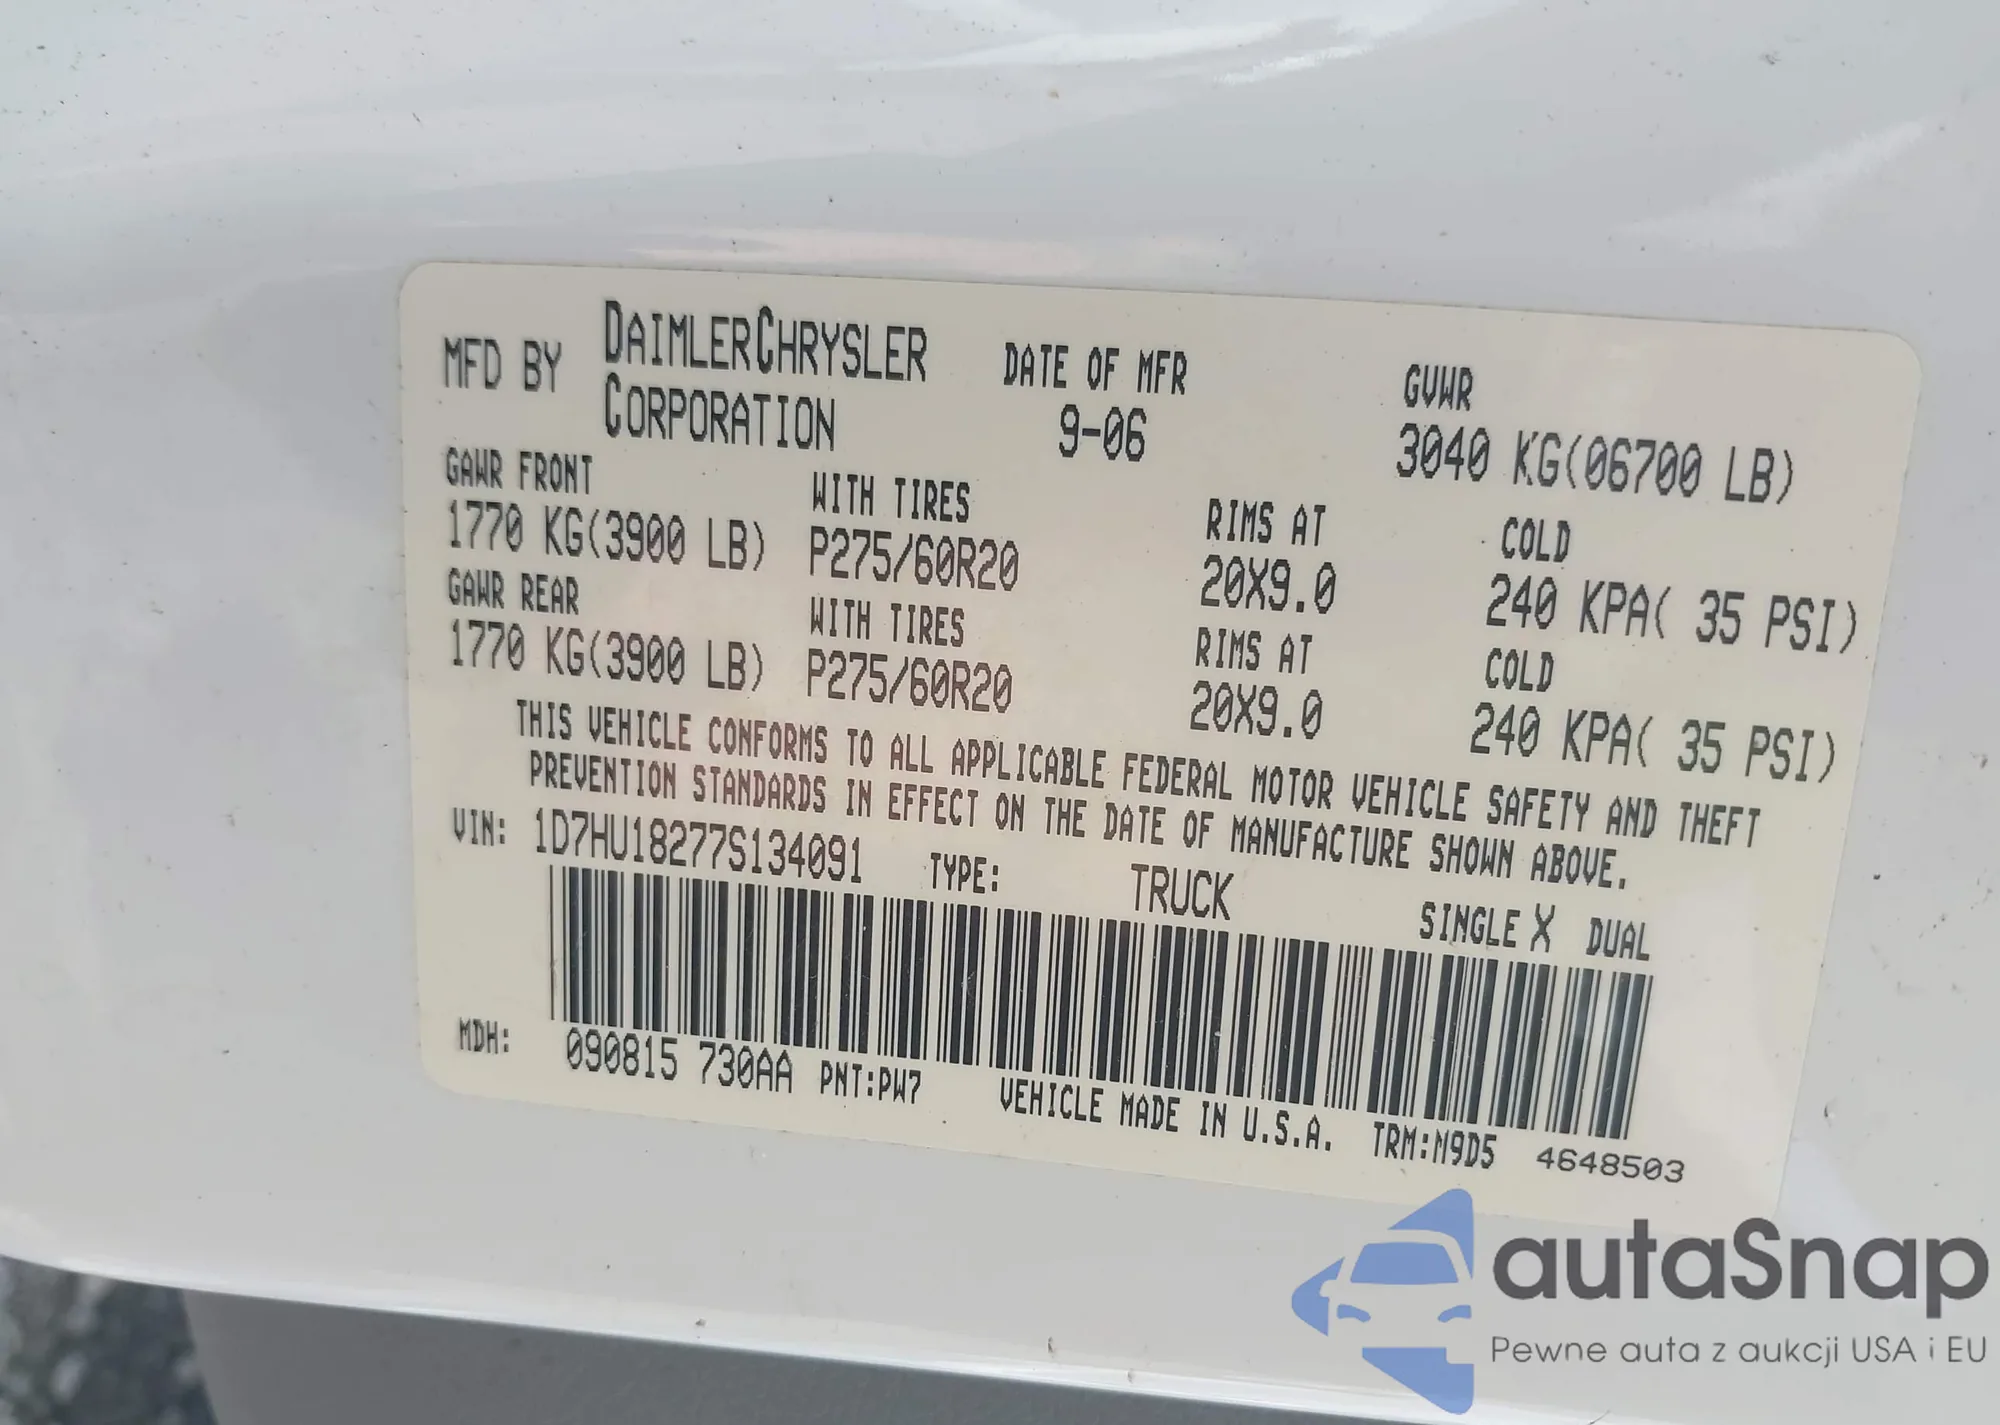 MFD BY DAIMLERCHRYSLER CORPORATION DATE OF MFR 9-06 GVWR 3040 KG(06700 LB)
GAWR FRONT WITH TIRES RIMS AT COLD
1770 KG(3900 LB) P275/60R20 20X9.0 240 KPA( 35 PSI)
GAWR REAR WITH TIRES RIMS AT COLD
1770 KG(3900 LB) P275/60R20 20X9.0 240 KPA( 35 PSI)
THIS VEHICLE CONFORMS TO ALL APPLICABLE FEDERAL MOTOR VEHICLE SAFETY AND THEFT
PREVENTION STANDARDS IN EFFECT ON THE DATE OF MANUFACTURE SHOWN ABOVE.
VIN: 1D7HU18277S134091 TYPE: TRUCK SINGLE X DUAL
MDH: 090815 730AA PNT:PW7 VEHICLE MADE IN U.S.A. TRM:M9D5 4648503
autaSnap
Pewne auta z aukcji USA i EU